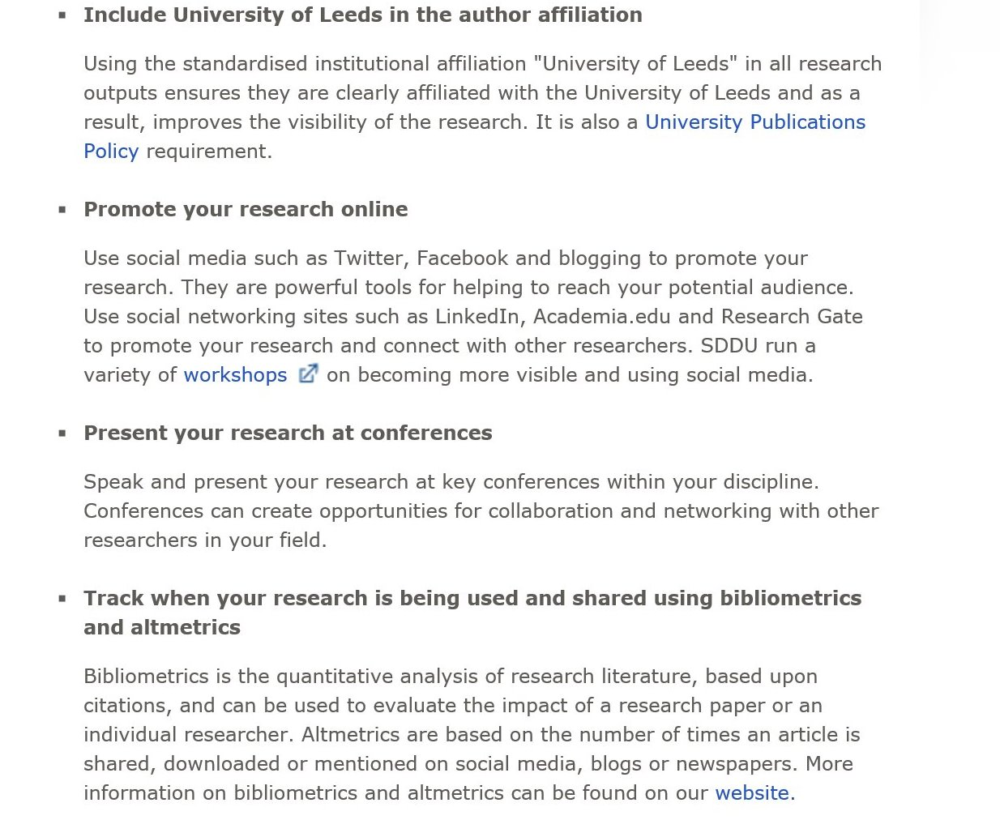 ▪ Include University of Leeds in the author affiliation
Using the standardised institutional affiliation "University of Leeds" in all research
outputs ensures they are clearly affiliated with the University of Leeds and as a
result, improves the visibility of the research. It is also a University Publications
Policy requirement.
▪ Promote your research online
Use social media such as Twitter, Facebook and blogging to promote your
research. They are powerful tools for helping to reach your potential audience.
Use social networking sites such as LinkedIn, Academia.edu and Research Gate
to promote your research and connect with other researchers. SDDU run a
variety of workshops on becoming more visible and using social media.
▪ Present your research at conferences
Speak and present your research at key conferences within your discipline.
Conferences can create opportunities for collaboration and networking with other
researchers in your field.
▪ Track when your research is being used and shared using bibliometrics
and altmetrics
Bibliometrics is the quantitative analysis of research literature, based upon
citations, and can be used to evaluate the impact of a research paper or an
individual researcher. Altmetrics are based on the number of times an article is
shared, downloaded or mentioned on social media, blogs or newspapers. More
information on bibliometrics and altmetrics can be found on our website.